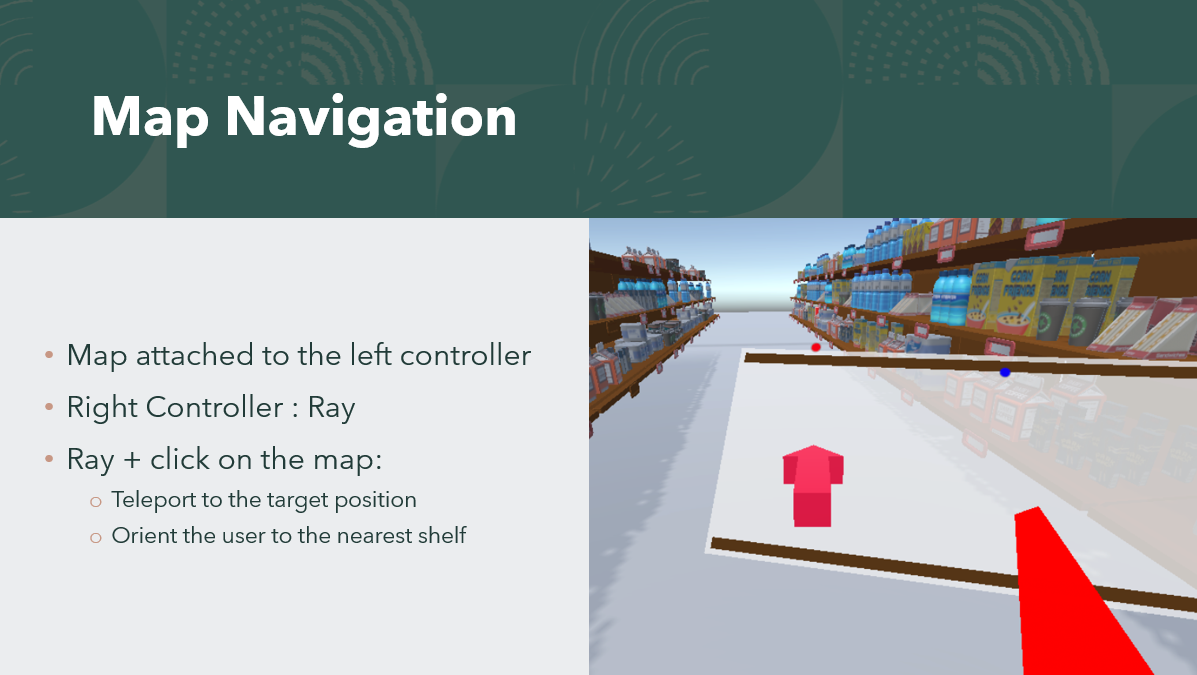 Map Navigation
• Map attached to the left controller
• Right Controller : Ray
• Ray + click on the map:
o Teleport to the target position
o Orient the user to the nearest shelf
CORN